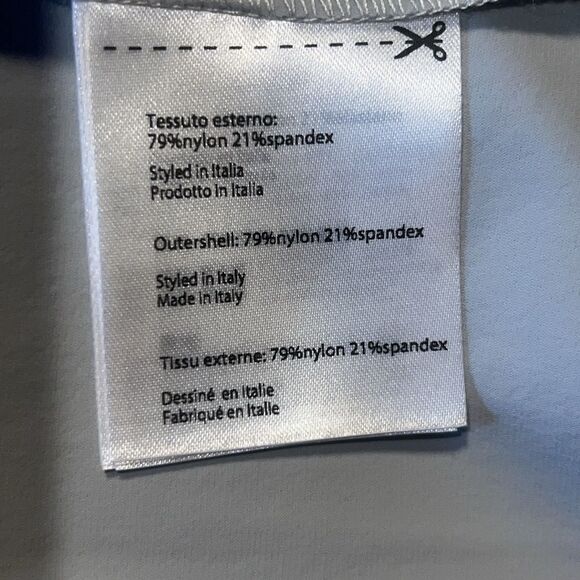 Tessuto esterno:
79%nylon 21%spandex
Styled in Italia
Prodotto in Italia
Outershell: 79%nylon 21%spandex
Styled in Italy
Made in Italy
Tissu externe: 79%nylon 21%spandex
Dessiné en Italie
Fabriqué en Italle